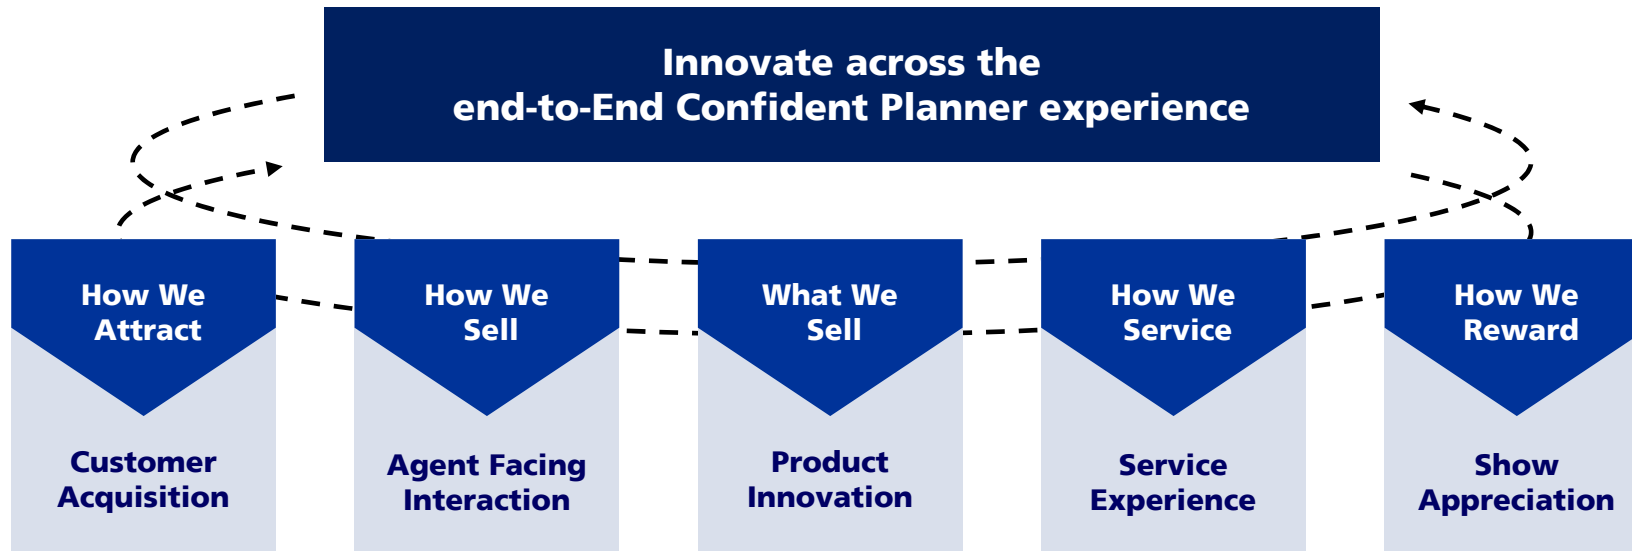 Innovate across the
end-to-End Confident Planner experience
How We
Attract
How We
Sell
What We
Sell
How We
Service
How We
Reward
Customer
Acquisition
Agent Facing
Interaction
Product
Innovation
Service
Experience
Show
Appreciation